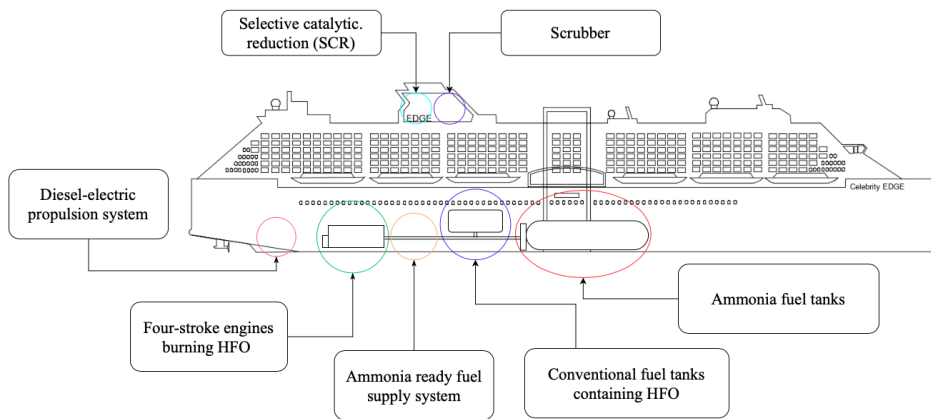 Selective catalytic.
reduction (SCR)
Scrubber
EDGE
Diesel-electric
propulsion system
Celebrity EDGE
Four-stroke engines
burning HFO
Ammonia ready fuel
supply system
Conventional fuel tanks
containing HFO
Ammonia fuel tanks